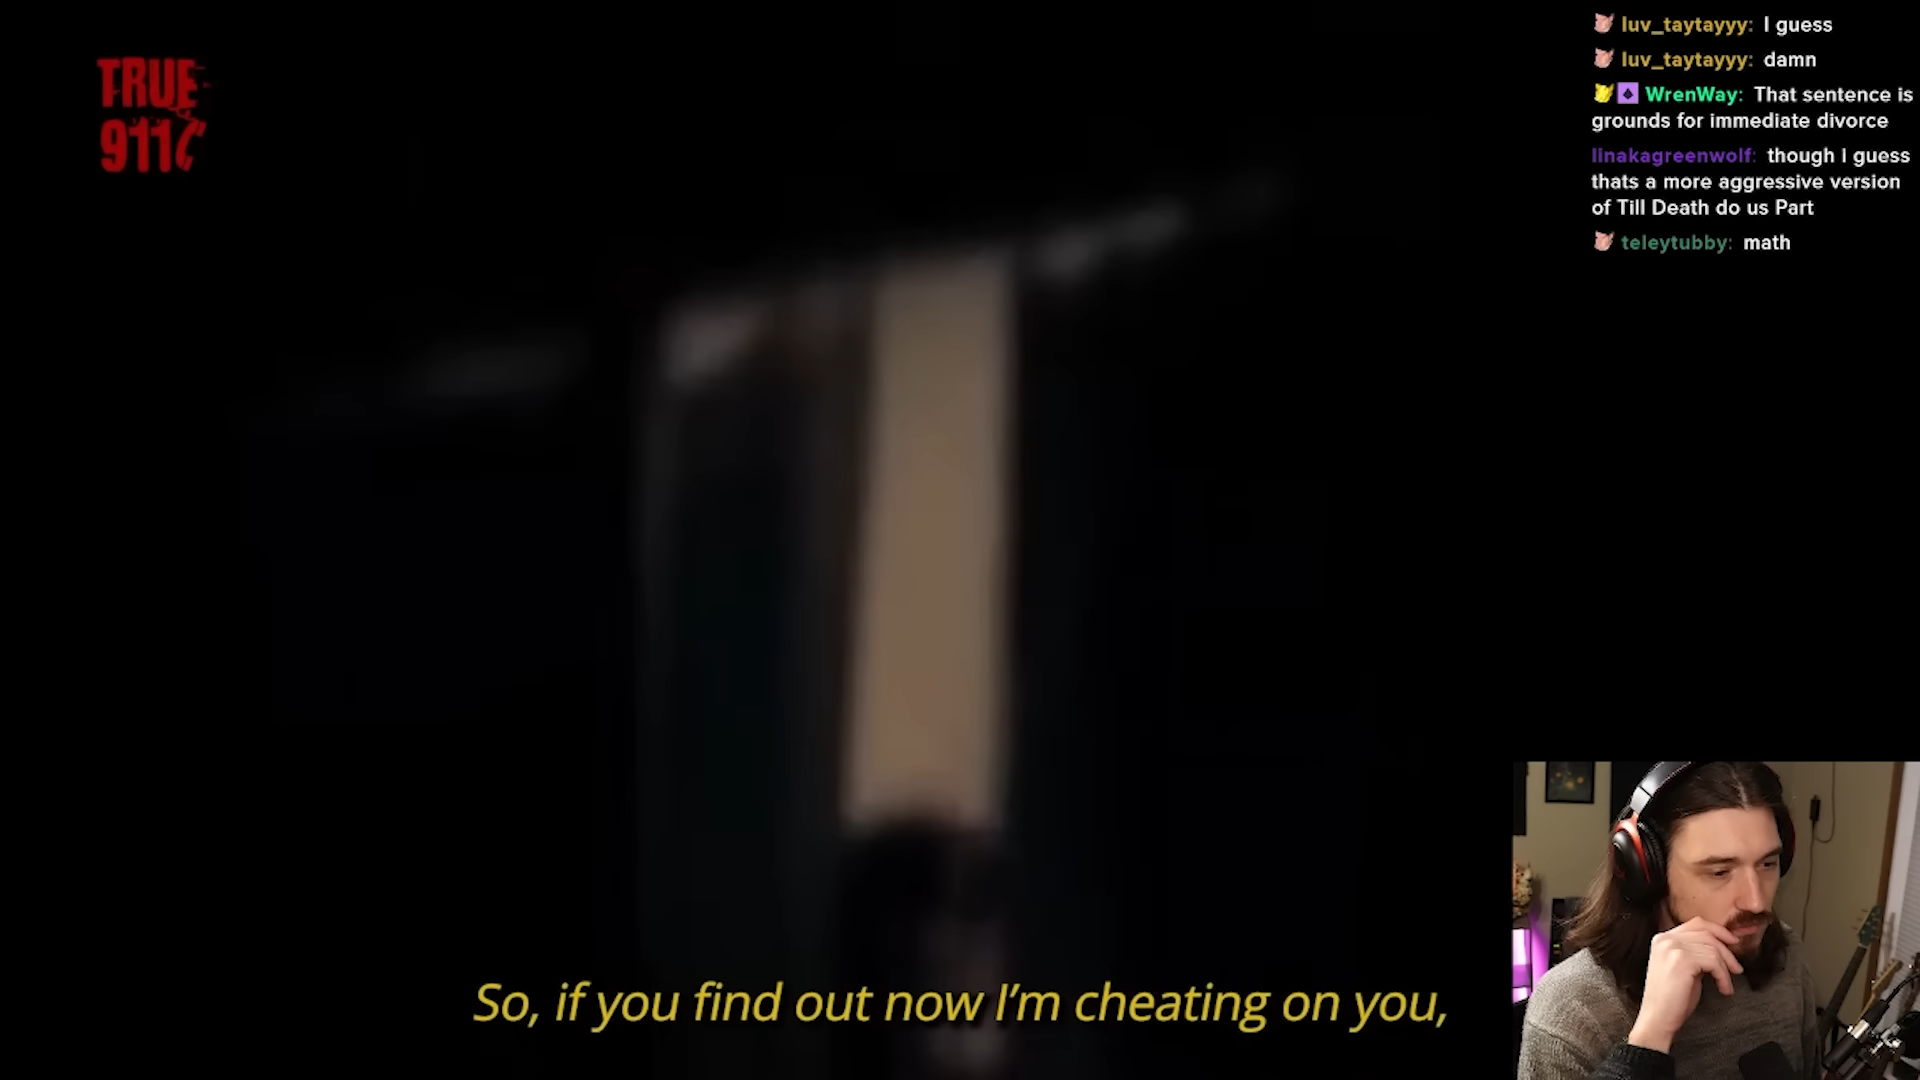 TRUE
911
luv_taytayyy: I guess
luv_taytayyy: damn
WrenWay: That sentence is
grounds for immediate divorce
linakagreenwolf: though I guess
thats a more aggressive version
of Till Death do us Part
teleytubby: math
So, if you find out now I'm cheating on you,